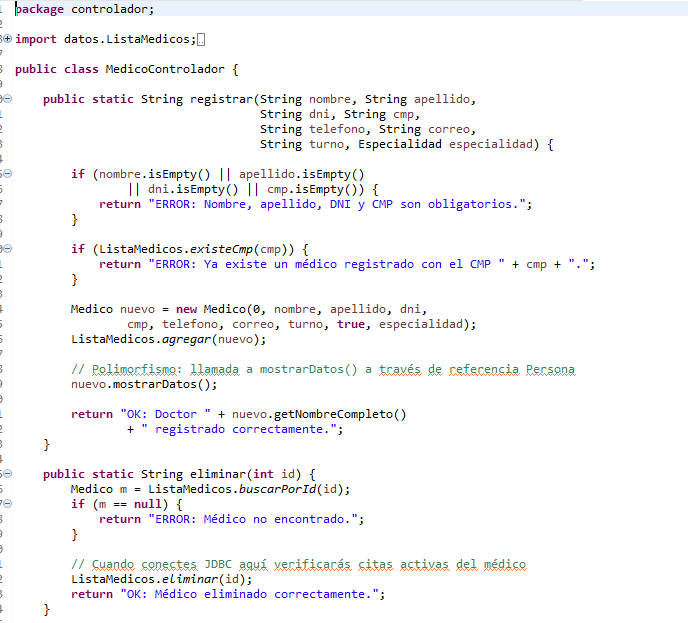 package controlador;
import datos.ListaMedicos;
public class MedicoControlador {
public static String registrar(String nombre, String apellido,
String dni, String cmp,
String telefono, String correo,
String turno, Especialidad especialidad) {
if (nombre.isEmpty() || apellido.isEmpty()
|| dni.isEmpty() || cmp.isEmpty()) {
return "ERROR: Nombre, apellido, DNI y CMP son obligatorios.";
}
if (ListaMedicos.existeCmp(cmp)) {
return "ERROR: Ya existe un médico registrado con el CMP " + cmp + ".";
}
Medico nuevo = new Medico(0, nombre, apellido, dni,
cmp, telefono, correo, turno, true, especialidad);
ListaMedicos.agregar(nuevo);
// Polimorfismo: llamada a mostrarDatos() a través de referencia Persona
nuevo.mostrarDatos();
return "OK: Doctor " + nuevo.getNombreCompleto()
+ " registrado correctamente.";
}
public static String eliminar(int id) {
Medico m = ListaMedicos.buscarPorId(id);
if (m == null) {
return "ERROR: Médico no encontrado.";
}
// Cuando conectes JDBC aquí verificarás citas activas del médico
ListaMedicos.eliminar(id);
return "OK: Médico eliminado correctamente.";
}